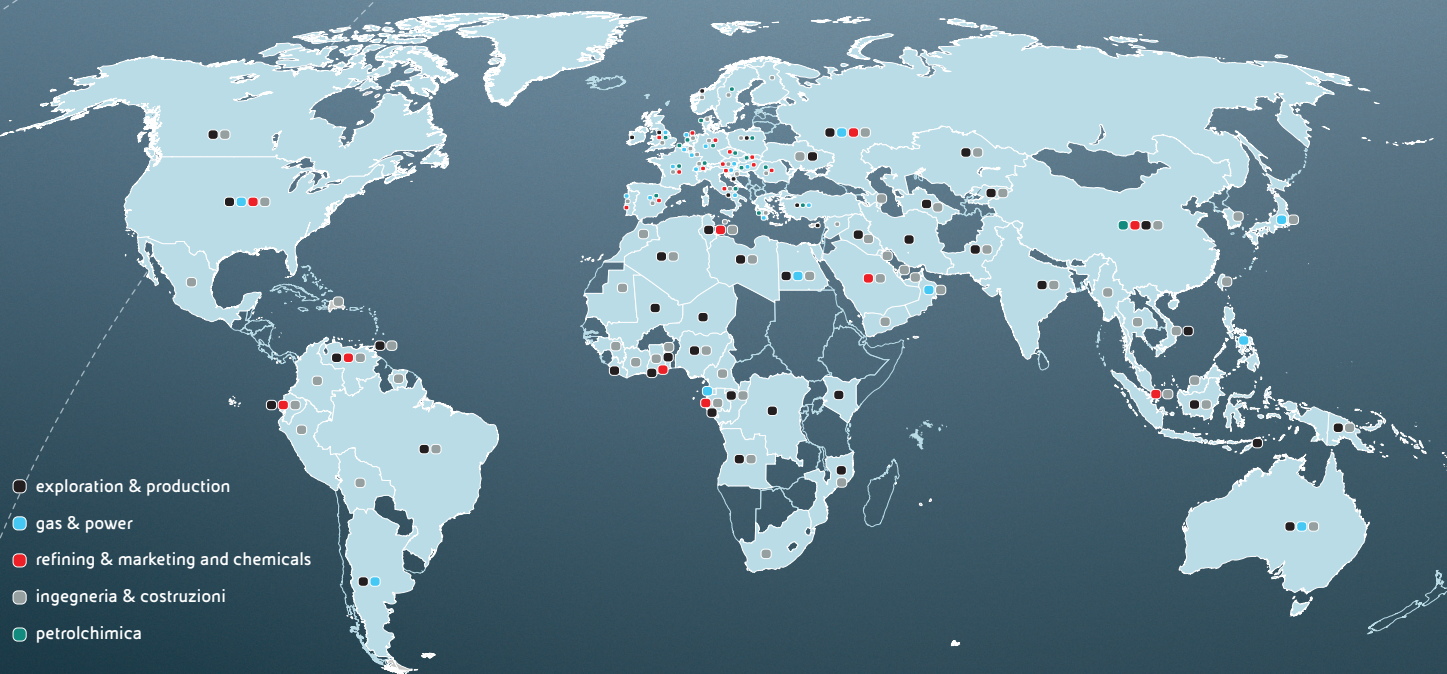 exploration & production
gas & power
refining & marketing and chemicals
ingegneria & costruzioni
petrolchimica